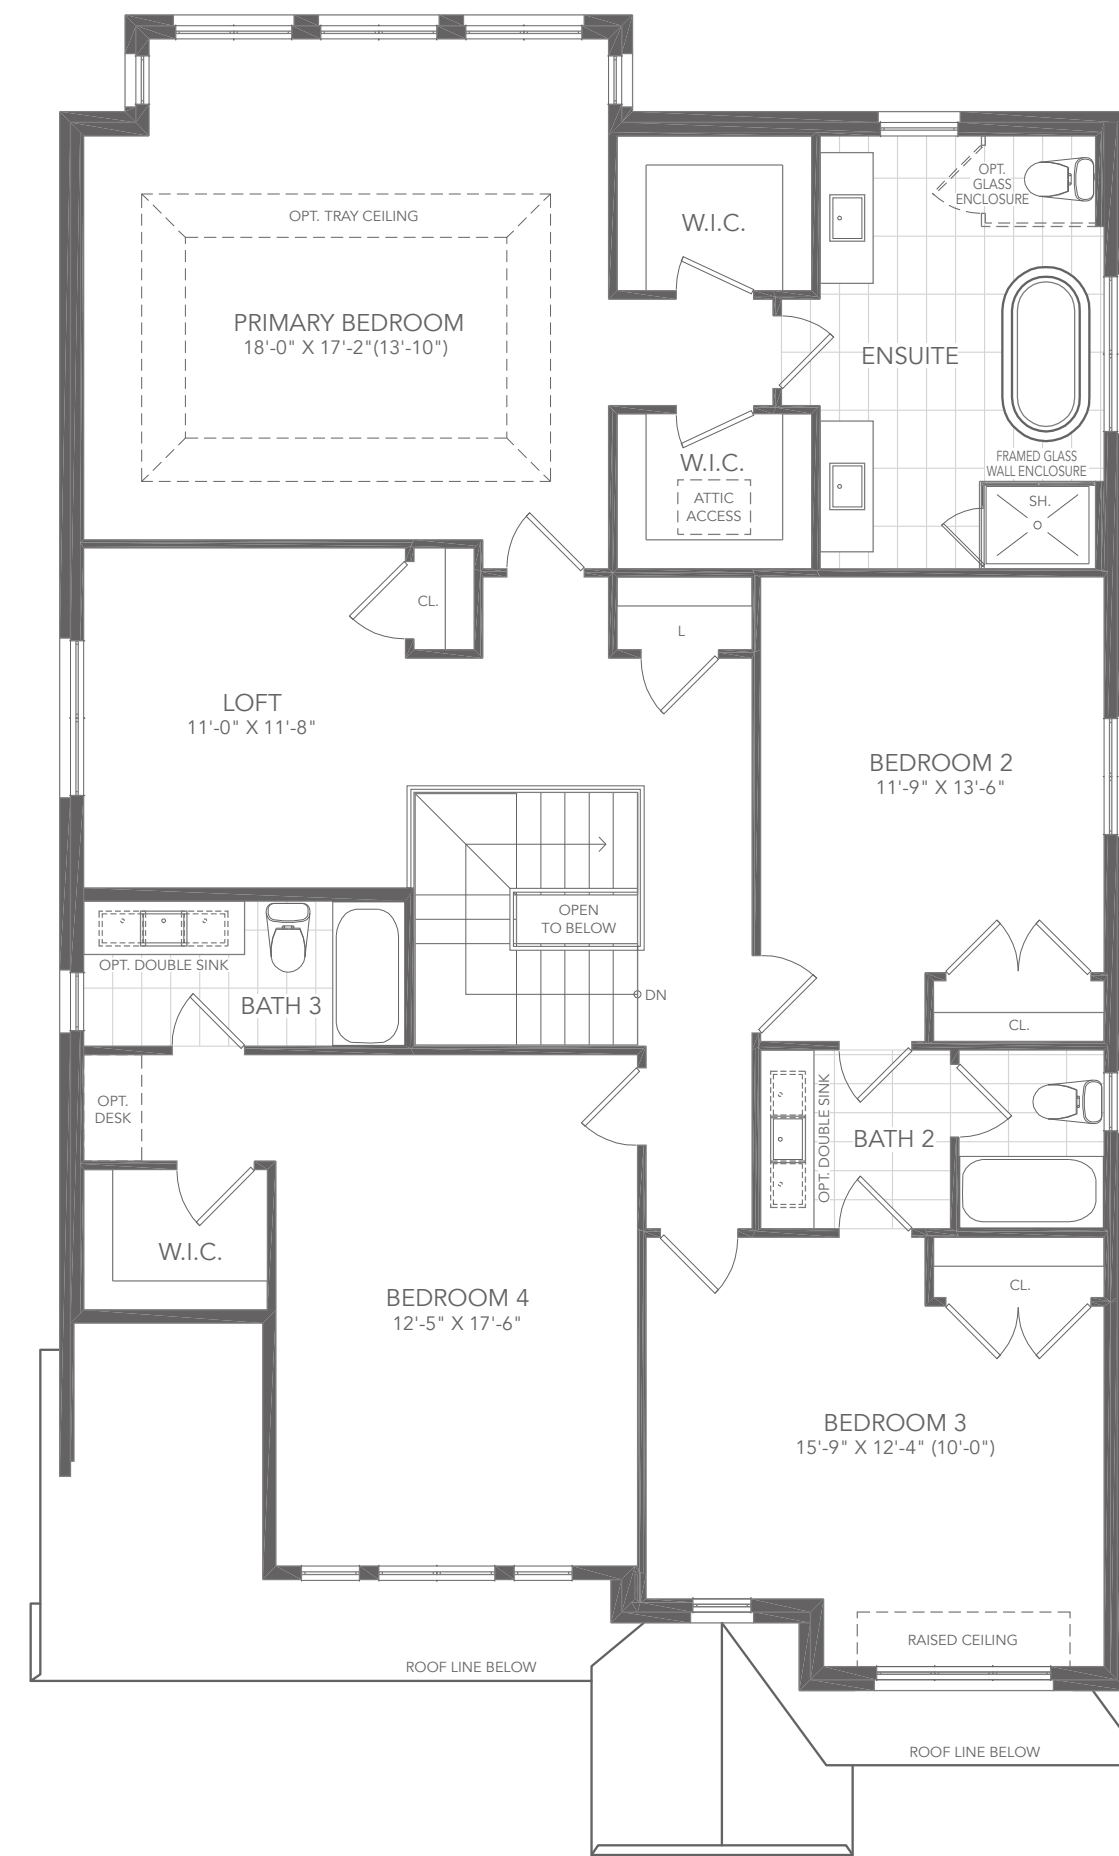 OPT. TRAY CEILING
PRIMARY BEDROOM
18'-0" X 17'-2"(13'-10")
W.I.C.
OPT.
GLASS
ENCLOSURE
ENSUITE
W.I.C.
ATTIC
ACCESS
FRAMED GLASS
WALL ENCLOSURE
SH.
CL.
L
LOFT
11'-0" X 11'-8"
BEDROOM 2
11'-9" X 13'-6"
OPEN
TO BELOW
DN
OPT. DOUBLE SINK
BATH 3
CL.
OPT.
DESK
OPT. DOUBLE SINK
BATH 2
W.I.C.
BEDROOM 4
12'-5" X 17'-6"
CL.
BEDROOM 3
15'-9" X 12'-4" (10'-0")
RAISED CEILING
ROOF LINE BELOW
ROOF LINE BELOW